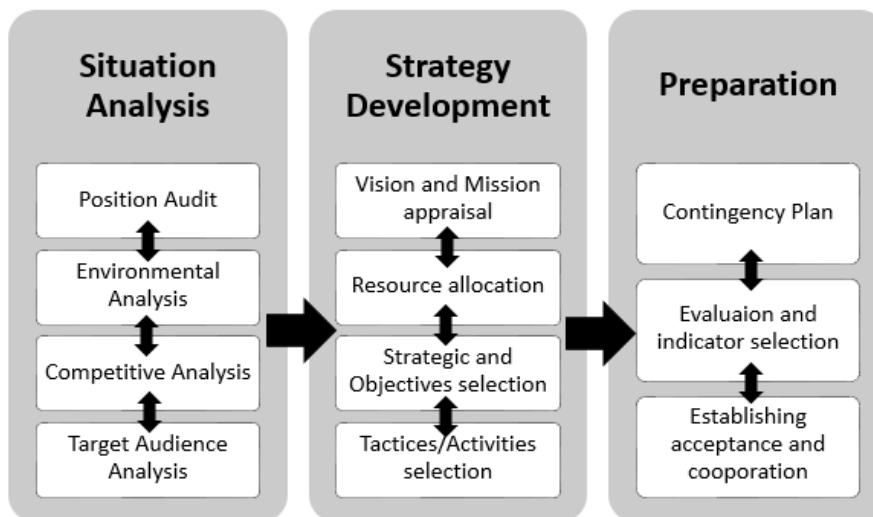 Situation
Analysis
Position Audit
Environmental
Analysis
Competitive Analysis
Target Audience
Analysis
Strategy
Development
Vision and Mission
appraisal
Resource allocation
Strategic and
Objectives selection
Tactices/Activities
selection
Preparation
Contingency Plan
Evaluaion and
indicator selection
Establishing
acceptance and
cooporation